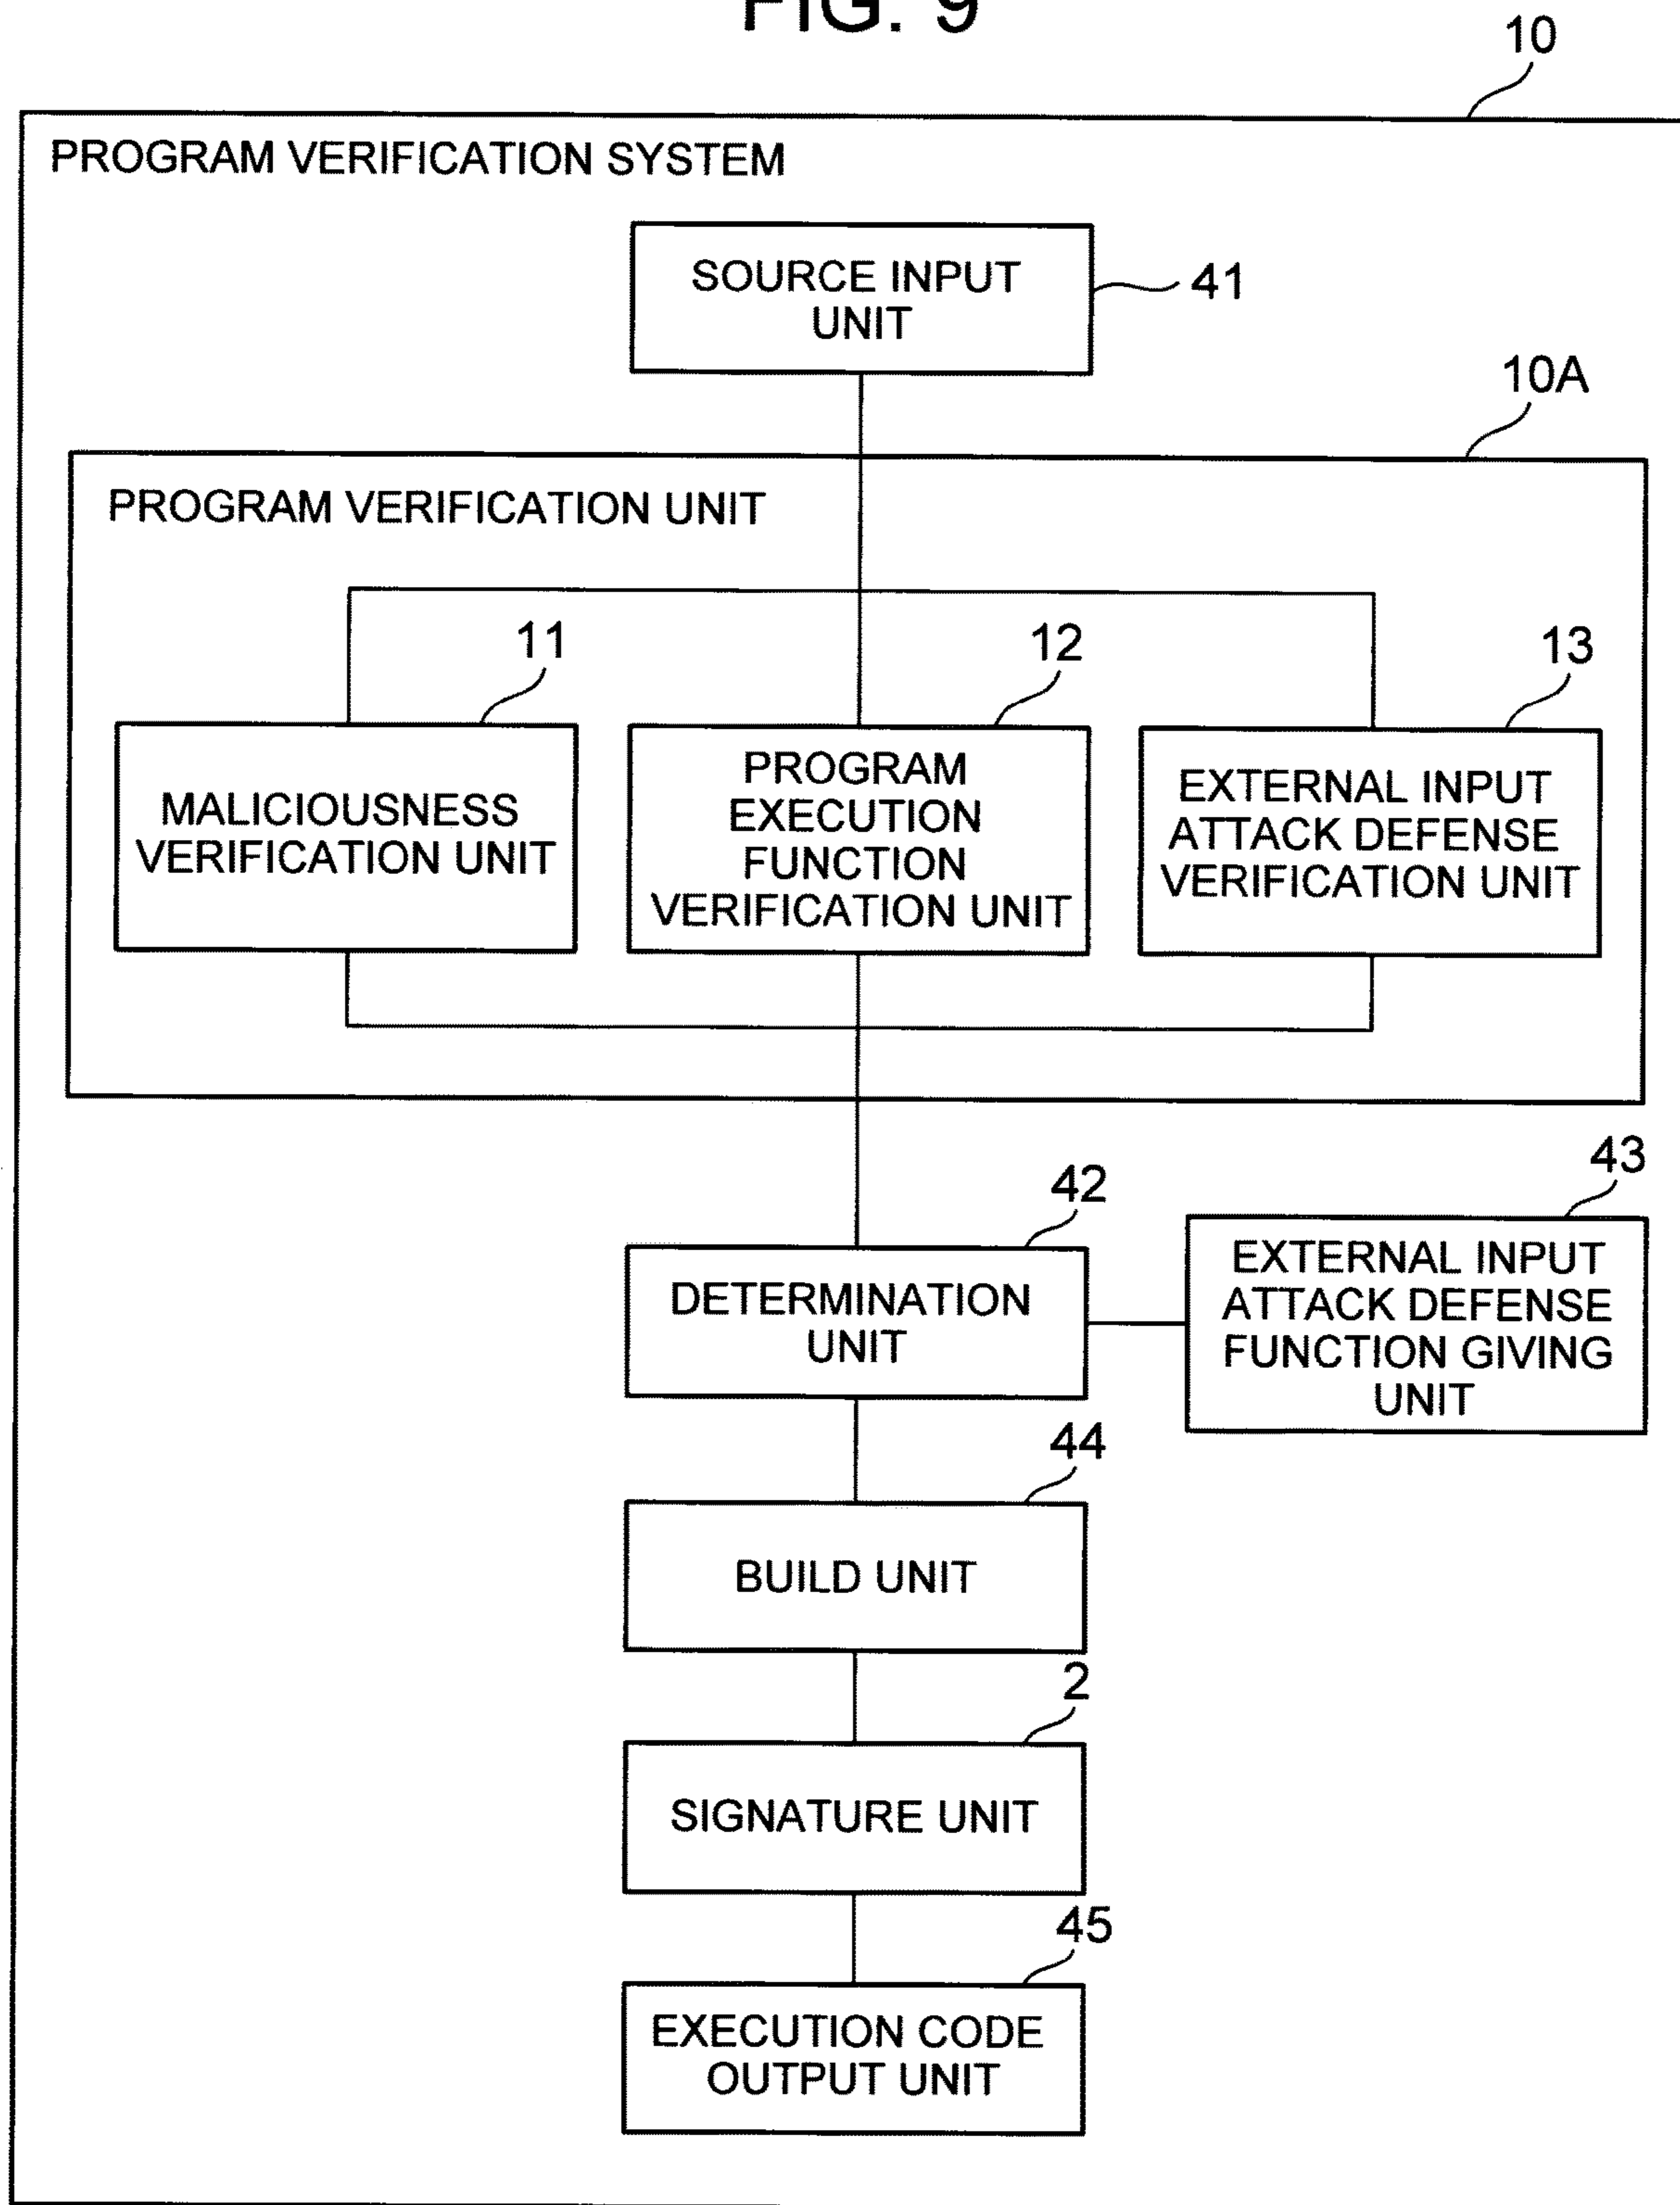 FIG. 9
10
PROGRAM VERIFICATION SYSTEM
SOURCE INPUT
UNIT
41
10A
PROGRAM VERIFICATION UNIT
11
12
13
MALICIOUSNESS
VERIFICATION UNIT
PROGRAM
EXECUTION
FUNCTION
VERIFICATION UNIT
EXTERNAL INPUT
ATTACK DEFENSE
VERIFICATION UNIT
42
43
DETERMINATION
UNIT
EXTERNAL INPUT
ATTACK DEFENSE
FUNCTION GIVING
UNIT
44
BUILD UNIT
2
SIGNATURE UNIT
45
EXECUTION CODE
OUTPUT UNIT